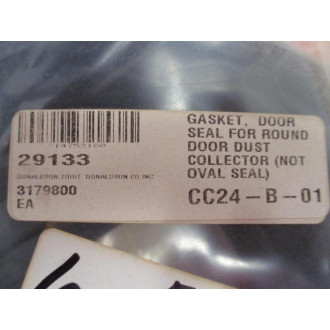 29133
DONALDSON TORIT DONALDSON CO INC
3179800
EA
GASKET, DOOR
SEAL FOR ROUND
DOOR DUST
COLLECTOR (NOT
OVAL SEAL)
CC24-B-01